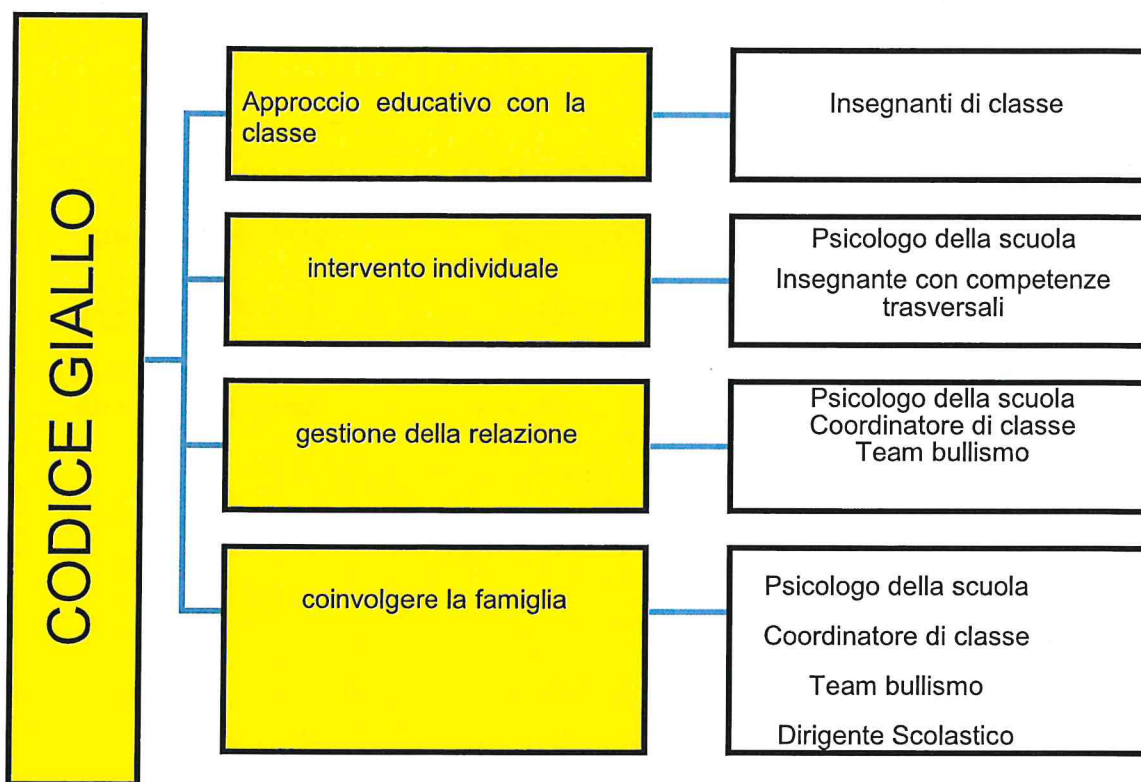 CODICE GIALLO
Approccio educativo con la
classe
Insegnanti di classe
intervento individuale
Psicologo della scuola
Insegnante con competenze
trasversali
gestione della relazione
Psicologo della scuola
Coordinatore di classe
Team bullismo
coinvolgere la famiglia
Psicologo della scuola
Coordinatore di classe
Team bullismo
Dirigente Scolastico